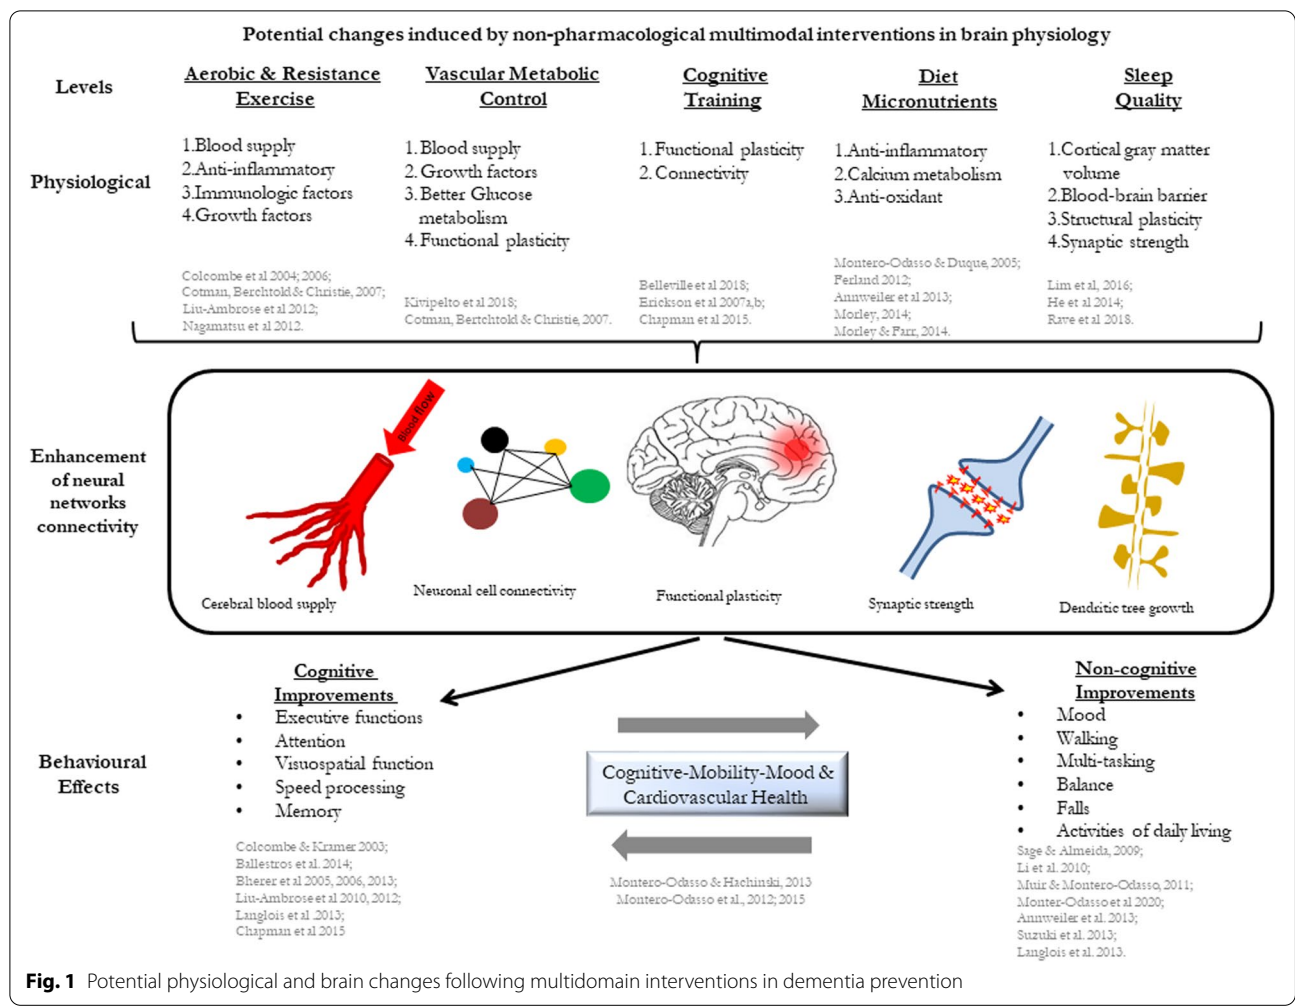 Potential changes induced by non-pharmacological multimodal interventions in brain physiology
Levels
Aerobic & Resistance
Exercise
Vascular Metabolic
Control
Cognitive
Training
Diet
Micronutrients
Sleep
Quality
Physiological
1.Blood supply
2.Anti-inflammatory
3.Immunologic factors
4.Growth factors
Colcombe et al 2004; 2006;
Cotman, Berchtold & Christie, 2007;
Liu-Ambrose et al 2012;
Nagamatsu et al 2012.
1. Blood supply
2. Growth factors
3. Better Glucose
metabolism
4. Functional plasticity
Kivipelto et al 2018;
Cotman, Bertchtold & Christie, 2007.
1. Functional plasticity
2. Connectivity
Belleville et al 2018;
Erickson et al 2007a,b;
Chapman et al 2015.
1.Anti-inflammatory
2.Calcium metabolism
3.Anti-oxidant
Montero-Odasso & Duque, 2005;
Ferland 2012;
Annweiler et al 2013;
Morley, 2014;
Morley & Farr, 2014.
1.Cortical gray matter
volume
2.Blood-brain barrier
3.Structural plasticity
4.Synaptic strength
Lim et al, 2016;
He et al 2014;
Rave et al 2018.
Enhancement
of neural
networks
connectivity
Blood flow
Cerebral blood supply
Neuronal cell connectivity
Functional plasticity
Synaptic strength
Dendritic tree growth
Behavioural
Effects
Cognitive
Improvements
• Executive functions
• Attention
• Visuospatial function
• Speed processing
• Memory
Colcombe & Kramer 2003;
Ballestros et al. 2014;
Bherer et al 2005, 2006, 2013;
Liu-Ambrose et al 2010, 2012;
Langlois et al .2013;
Chapman et al 2015
Cognitive-Mobility-Mood &
Cardiovascular Health
Montero-Odasso & Hachinski, 2013
Montero-Odasso et al., 2012; 2015
Non-cognitive
Improvements
• Mood
• Walking
• Multi-tasking
• Balance
• Falls
• Activities of daily living
Sage & Almeida, 2009;
Li et al. 2010;
Muir & Montero-Odasso, 2011;
Monter-Odasso et al 2020;
Annweiler et al. 2013;
Suzuki et al. 2013;
Langlois et al. 2013.
Fig. 1 Potential physiological and brain changes following multidomain interventions in dementia prevention